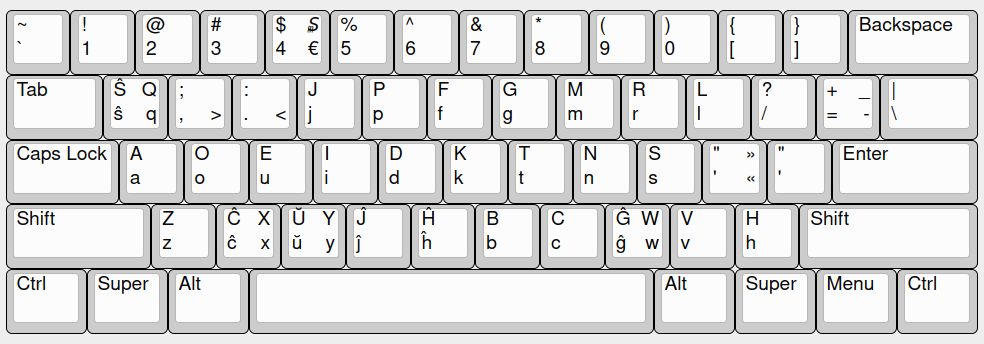 ~ ! @ # $ ₷ % ^ & * ( ) { } Backspace
` 1 2 3 4 € 5 6 7 8 9 0 [ ]
Tab Ŝ Q ; : J P F G M R L ? + _ |
ŝ q , > . < j p f g m r l / = - \
Caps Lock A O E I D K T N S " » " Enter
a o u i d k t n s ' « '
Shift Z Ĉ X Ŭ Y Ĵ Ĥ B C Ĝ W V H Shift
z ĉ x ŭ y ĵ ĥ b c ĝ w v h
Ctrl Super Alt Alt Super Menu Ctrl